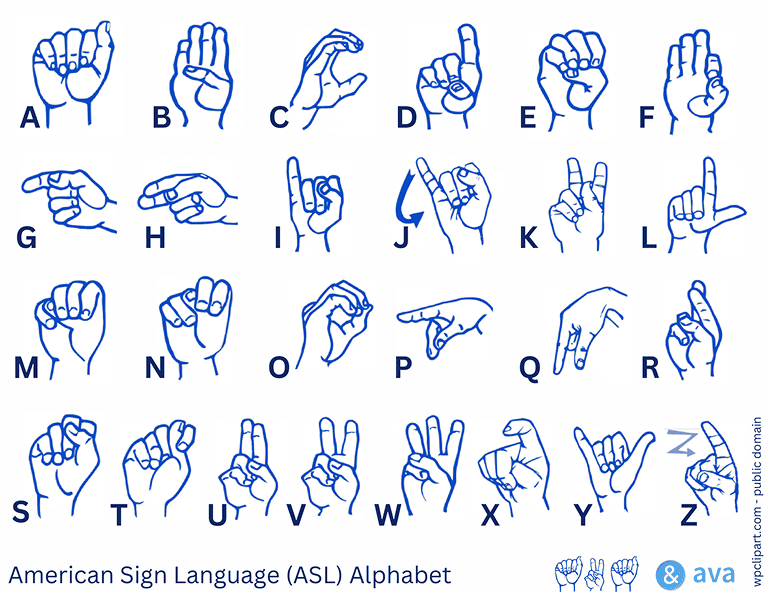 A B C D E F
G H I J K L
M N O P Q R
S T U V W X Y Z
American Sign Language (ASL) Alphabet
& ava
wpclipart.com - public domain